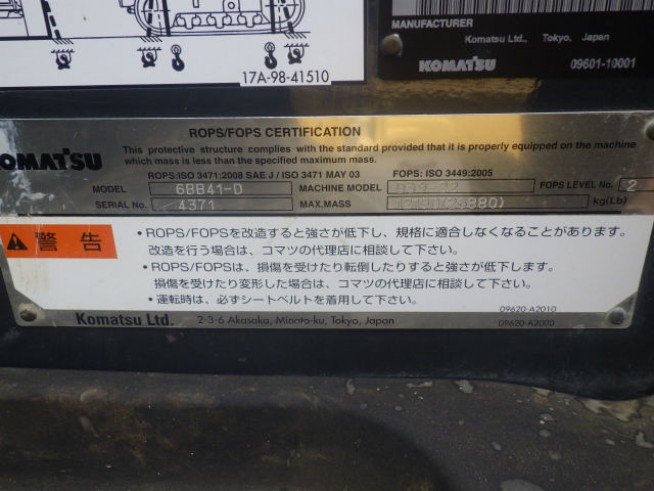 17A-98-41510
MANUFACTURER
Komatsu Ltd., Tokyo, Japan
KOMATSU 09601-10001
ROPS/FOPS CERTIFICATION
KOMATSU This protective structure complies with the standard provided that it is properly equipped on the machine
which mass is less than the specified maximum mass.
ROPS:ISO 3471:2008 SAE J / ISO 3471 MAY 03 FOPS: ISO 3449:2005
MODEL 6BB41-D MACHINE MODEL FOPS LEVEL No. 2
SERIAL No. 4371 MAX.MASS kg(Lb)
警告
・ROPS/FOPSを改造すると強さが低下し、規格に適合しなくなることがあります。
改造を行う場合は、コマツの代理店に相談して下さい。
・ROPS/FOPSは、損傷を受けたり転倒したりすると強さが低下します。
損傷を受けたり変形した場合は、コマツの代理店に相談して下さい。
・運転時は、必ずシートベルトを着用して下さい。
09620-A2010
Komatsu Ltd. 2-3-6 Akasaka, Minato-ku, Tokyo, Japan 09620-A2000